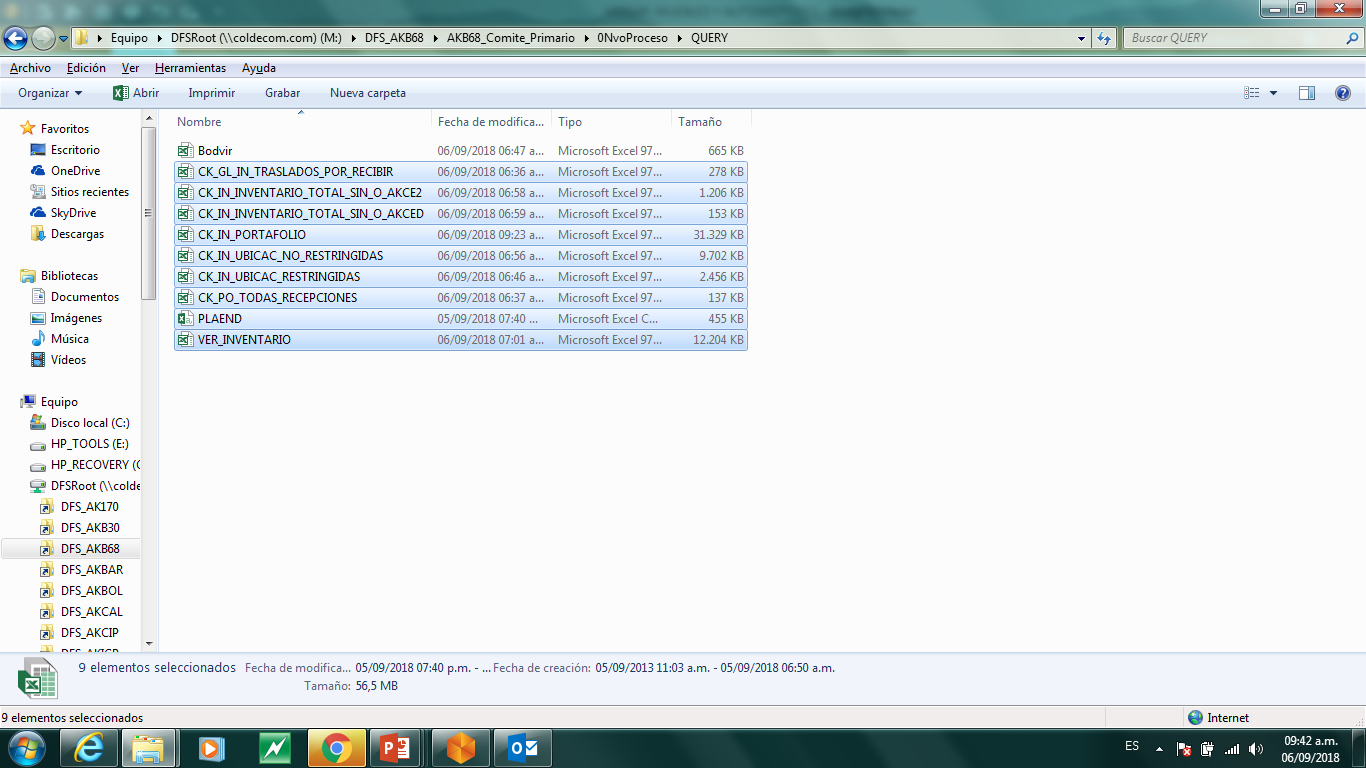 Equipo DFSRoot (\\coldecom.com) (M:) DFS_AKB68 AKB68_Comite_Primario 0NvoProceso QUERY Buscar QUERY
Archivo Edición Ver Herramientas Ayuda
Organizar Abrir Imprimir Grabar Nueva carpeta
Favoritos
Escritorio
OneDrive
Sitios recientes
SkyDrive
Descargas
Bibliotecas
Documentos
Imágenes
Música
Vídeos
Equipo
Disco local (C:)
HP_TOOLS (E:)
HP_RECOVERY (
DFSRoot (\\colde
DFS_AK170
DFS_AKB30
DFS_AKB68
DFS_AKBAR
DFS_AKBOL
DFS_AKCAL
DFS_AKCIP
Nombre Fecha de modifica... Tipo Tamaño
Bodvir 06/09/2018 06:47 a... Microsoft Excel 97... 665 KB
CK_GL_IN_TRASLADOS_POR_RECIBIR 06/09/2018 06:36 a... Microsoft Excel 97... 278 KB
CK_IN_INVENTARIO_TOTAL_SIN_O_AKCE2 06/09/2018 06:58 a... Microsoft Excel 97... 1.206 KB
CK_IN_INVENTARIO_TOTAL_SIN_O_AKCED 06/09/2018 06:59 a... Microsoft Excel 97... 153 KB
CK_IN_PORTAFOLIO 06/09/2018 09:23 a... Microsoft Excel 97... 31.329 KB
CK_IN_UBICAC_NO_RESTRINGIDAS 06/09/2018 06:56 a... Microsoft Excel 97... 9.702 KB
CK_IN_UBICAC_RESTRINGIDAS 06/09/2018 06:46 a... Microsoft Excel 97... 2.456 KB
CK_PO_TODAS_RECEPCIONES 06/09/2018 06:37 a... Microsoft Excel 97... 137 KB
PLAEND 05/09/2018 07:40 ... Microsoft Excel C... 455 KB
VER_INVENTARIO 06/09/2018 07:01 a... Microsoft Excel 97... 12.204 KB
9 elementos seleccionados Fecha de modifica... 05/09/2018 07:40 p.m. - ... Fecha de creación: 05/09/2013 11:03 a.m. - 05/09/2018 06:50 a.m.
Tamaño: 56,5 MB
9 elementos seleccionados Internet
ES 09:42 a.m.
06/09/2018